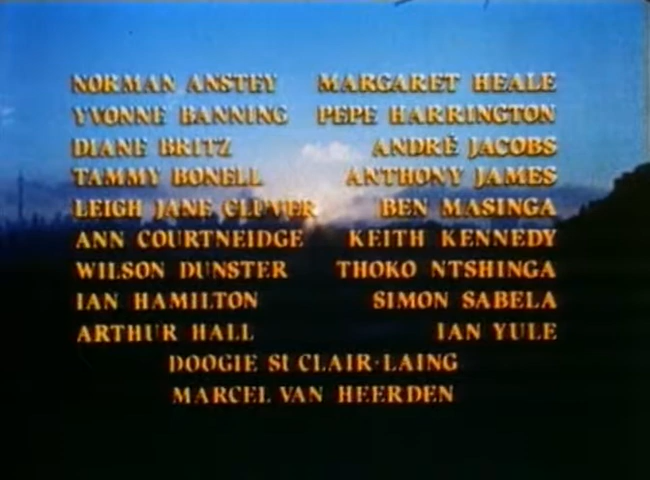 NORMAN ANSTEY MARGARET HEALE
YVONNE BANNING PEPE HARRINGTON
DIANE BRITZ ANDRÉ JACOBS
TAMMY BONELL ANTHONY JAMES
LEIGH JANE CLUVER BEN MASINGA
ANN COURTNEIDGE KEITH KENNEDY
WILSON DUNSTER THOKO NTSHINGA
IAN HAMILTON SIMON SABELA
ARTHUR HALL IAN YULE
DOOGIE St CLAIR-LAING
MARCEL VAN HEERDEN